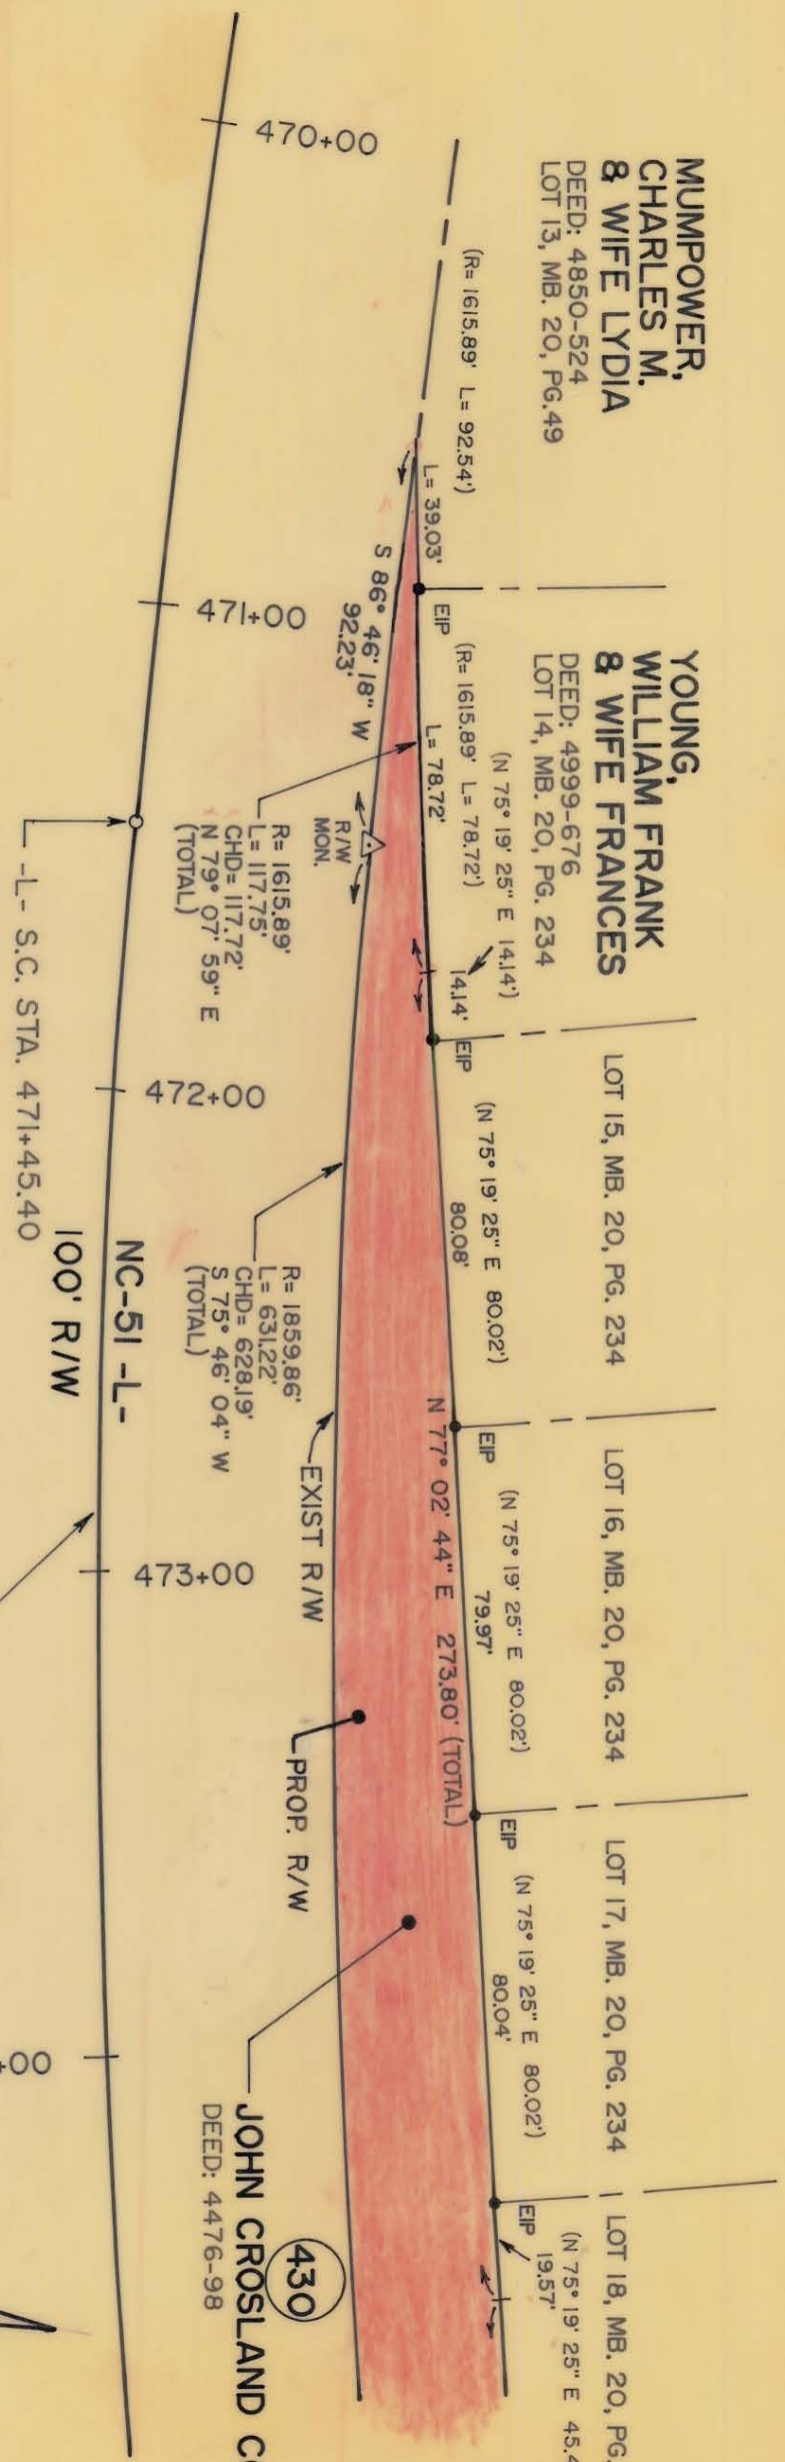 MUMPOWER,
CHARLES M.
& WIFE LYDIA
DEED: 4850-524
LOT 13, MB. 20, PG.49
YOUNG,
WILLIAM FRANK
& WIFE FRANCES
DEED: 4999-676
LOT 14, MB. 20, PG. 234
LOT 15, MB. 20, PG. 234
LOT 16, MB. 20, PG. 234
LOT 17, MB. 20, PG. 234
LOT 18, MB. 20, PG.
(R= 1615.89' L= 92.54')
L= 39.03'
EIP
(R= 1615.89' L= 78.72')
L= 78.72'
(N 75° 19' 25" E 14.14')
14.14'
EIP
(N 75° 19' 25" E 80.02')
80.08'
EIP
(N 75° 19' 25" E 80.02')
79.97'
EIP
(N 75° 19' 25" E 80.02')
80.04'
EIP
(N 75° 19' 25" E 45.4
19.57'
N 77° 02' 44" E 273.80' (TOTAL)
S 86° 46' 18" W
92.23'
R/W
MON.
R= 1615.89'
L= 117.75'
CHD= 117.72'
N 79° 07' 59" E
(TOTAL)
R= 1859.86'
L= 631.22'
CHD= 628.19'
S 75° 46' 04" W
(TOTAL)
EXIST R/W
PROP. R/W
430
JOHN CROSLAND C
DEED: 4476-98
470+00
471+00
472+00
473+00
+00
NC-51 -L-
100' R/W
-L- S.C. STA. 471+45.40